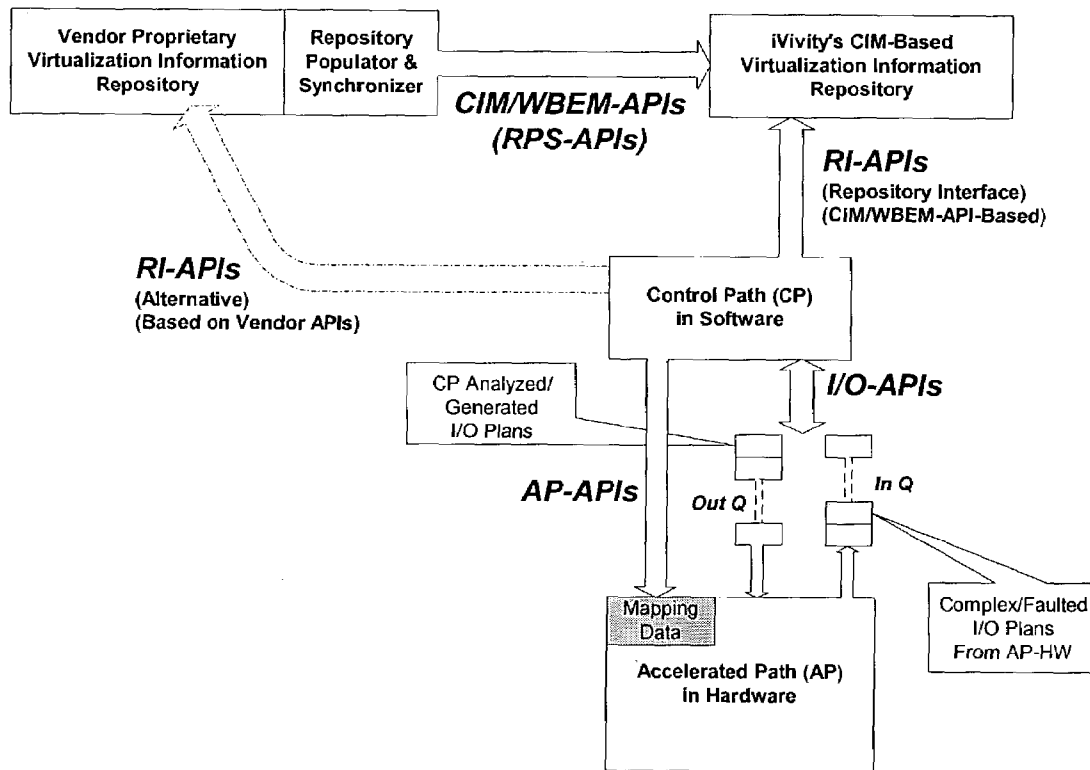 Vendor Proprietary
Virtualization Information
Repository
Repository
Populator &
Synchronizer
iVivity's CIM-Based
Virtualization Information
Repository
CIM/WBEM-APIs
(RPS-APIs)
RI-APIs
(Repository Interface)
(CIM/WBEM-API-Based)
RI-APIs
(Alternative)
(Based on Vendor APIs)
Control Path (CP)
in Software
CP Analyzed/
Generated
I/O Plans
I/O-APIs
AP-APIs
Out Q
In Q
Mapping
Data
Accelerated Path (AP)
in Hardware
Complex/Faulted
I/O Plans
From AP-HW